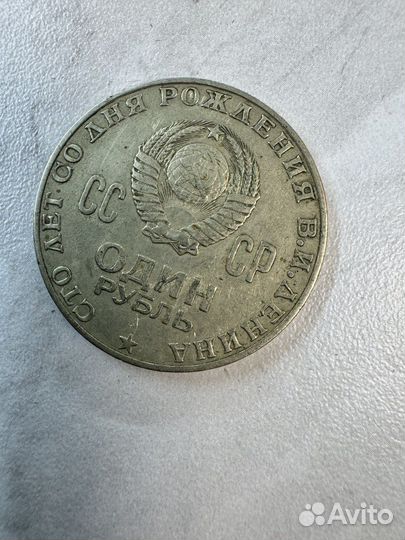 СТО ЛЕТ СО ДНЯ РОЖДЕНИЯ В.И.ЛЕНИНА
СС СР
ОДИН
РУБЛЬ
Avito